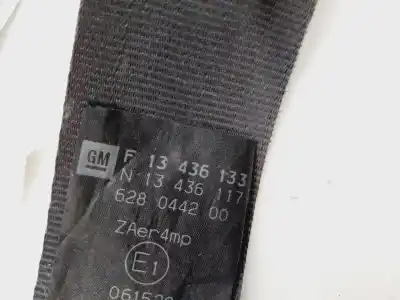 GM
F 13 436 133
N 13 436 117
628 0442 00
ZAer4mp
E1